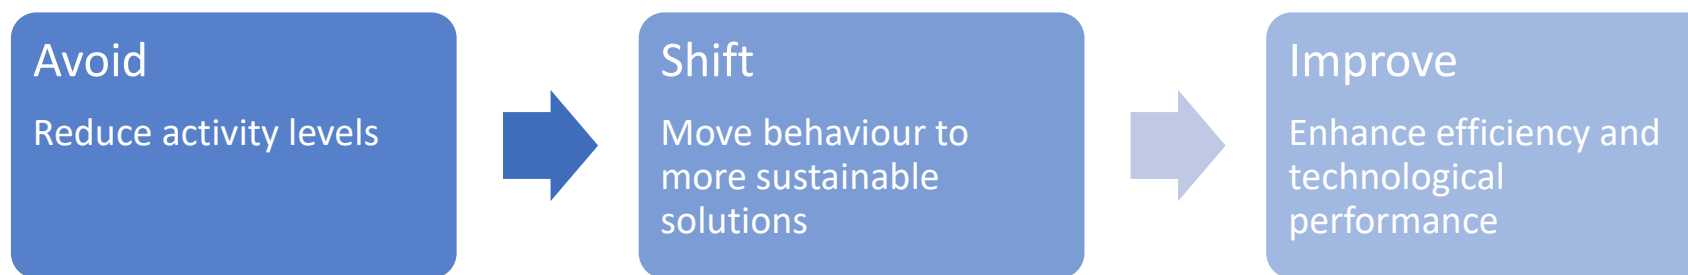 Avoid
Reduce activity levels
Shift
Move behaviour to
more sustainable
solutions
Improve
Enhance efficiency and
technological
performance